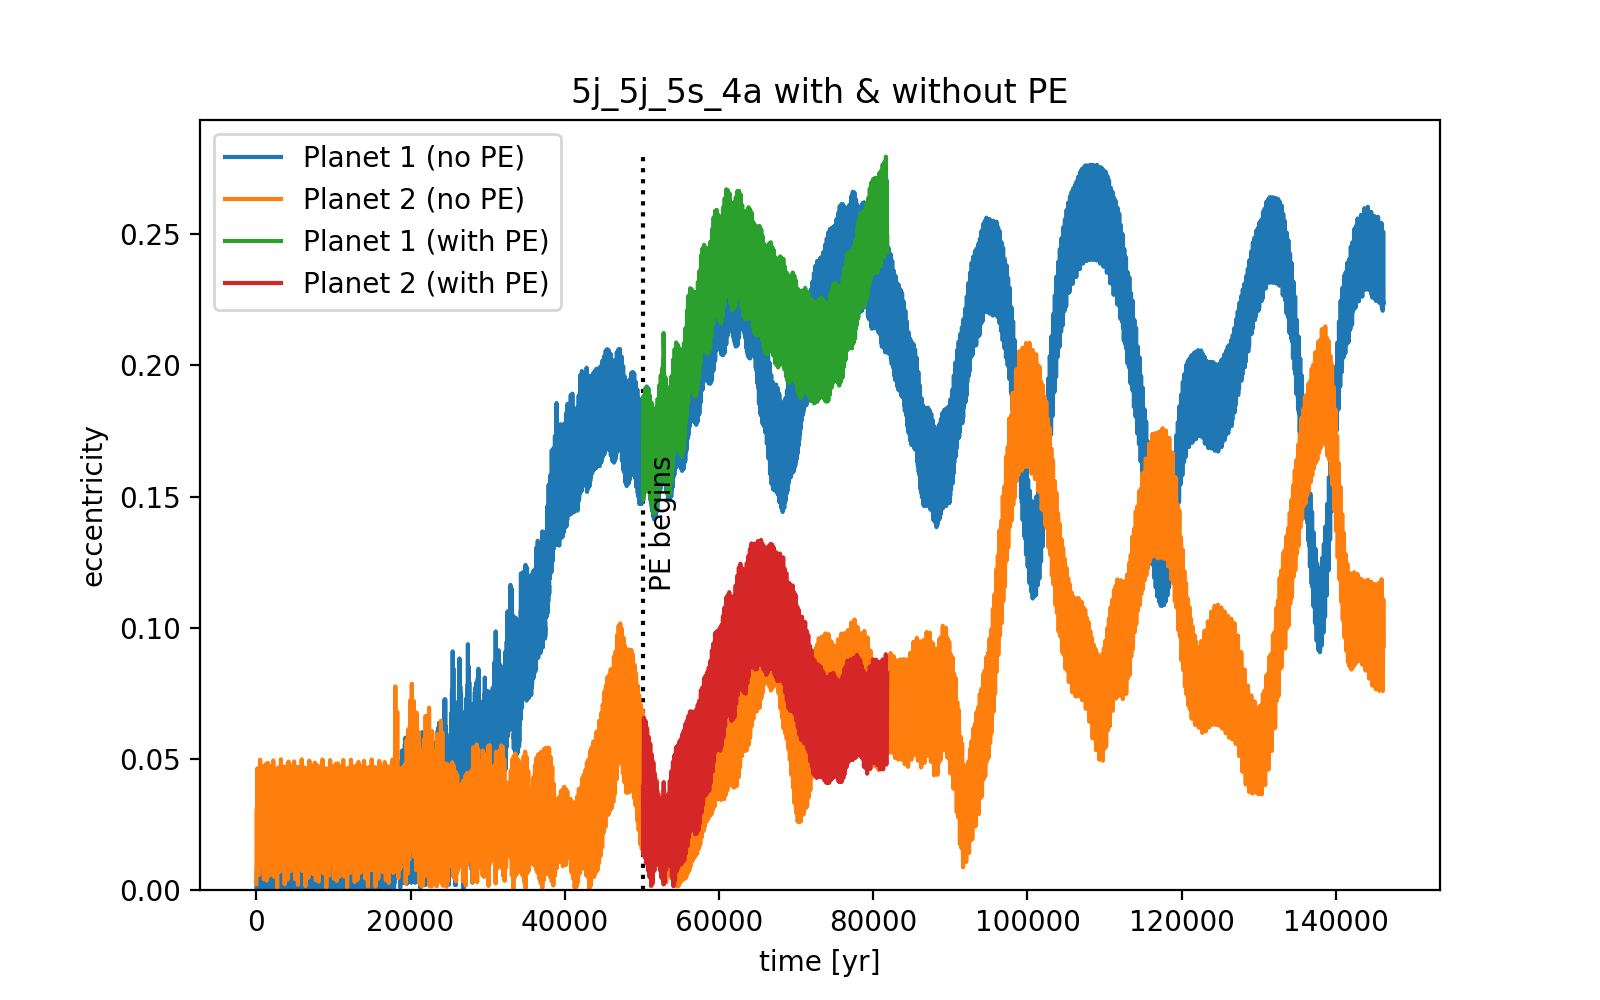 5j_5j_5s_4a with & without PE
Planet 1 (no PE)
Planet 2 (no PE)
Planet 1 (with PE)
Planet 2 (with PE)
PE begins
eccentricity
0.25
0.20
0.15
0.10
0.05
0.00
0
20000
40000
60000
80000
100000
120000
140000
time [yr]